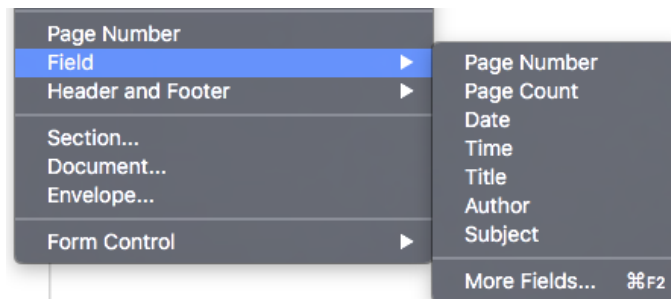 Page Number
Field
Header and Footer
Section...
Document...
Envelope...
Form Control
Page Number
Page Count
Date
Time
Title
Author
Subject
More Fields... ⌘F2